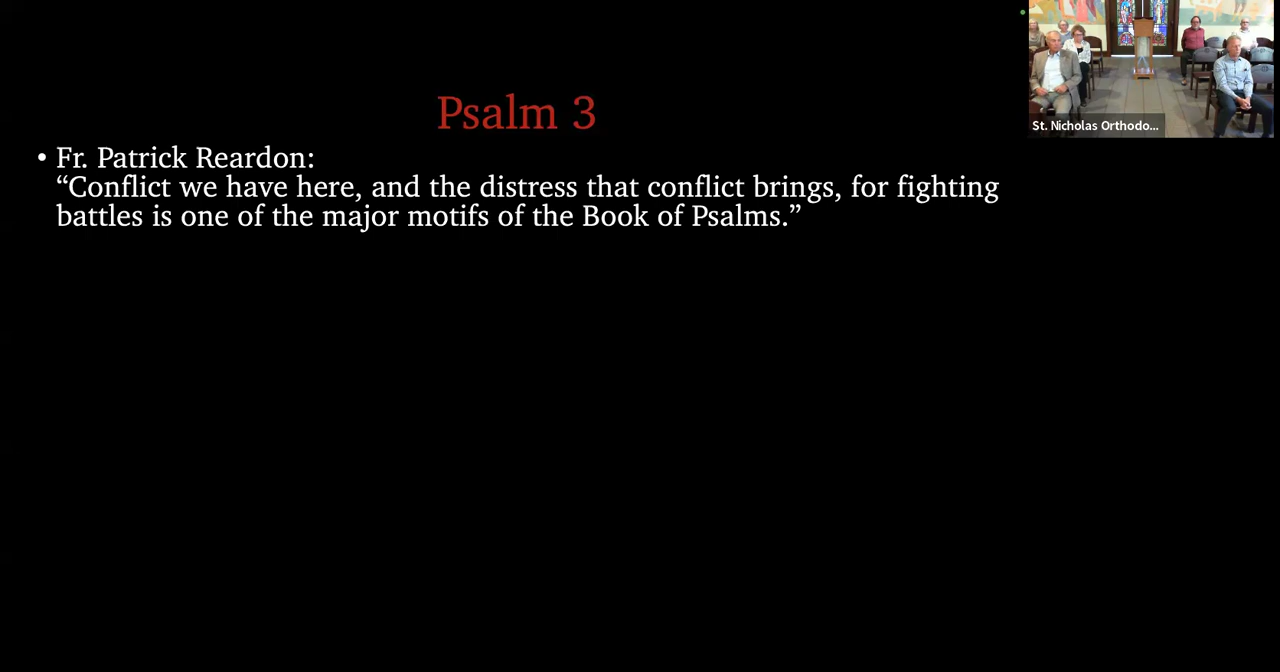 Psalm 3
• Fr. Patrick Reardon:
“Conflict we have here, and the distress that conflict brings, for fighting
battles is one of the major motifs of the Book of Psalms.”
St. Nicholas Orthodo...